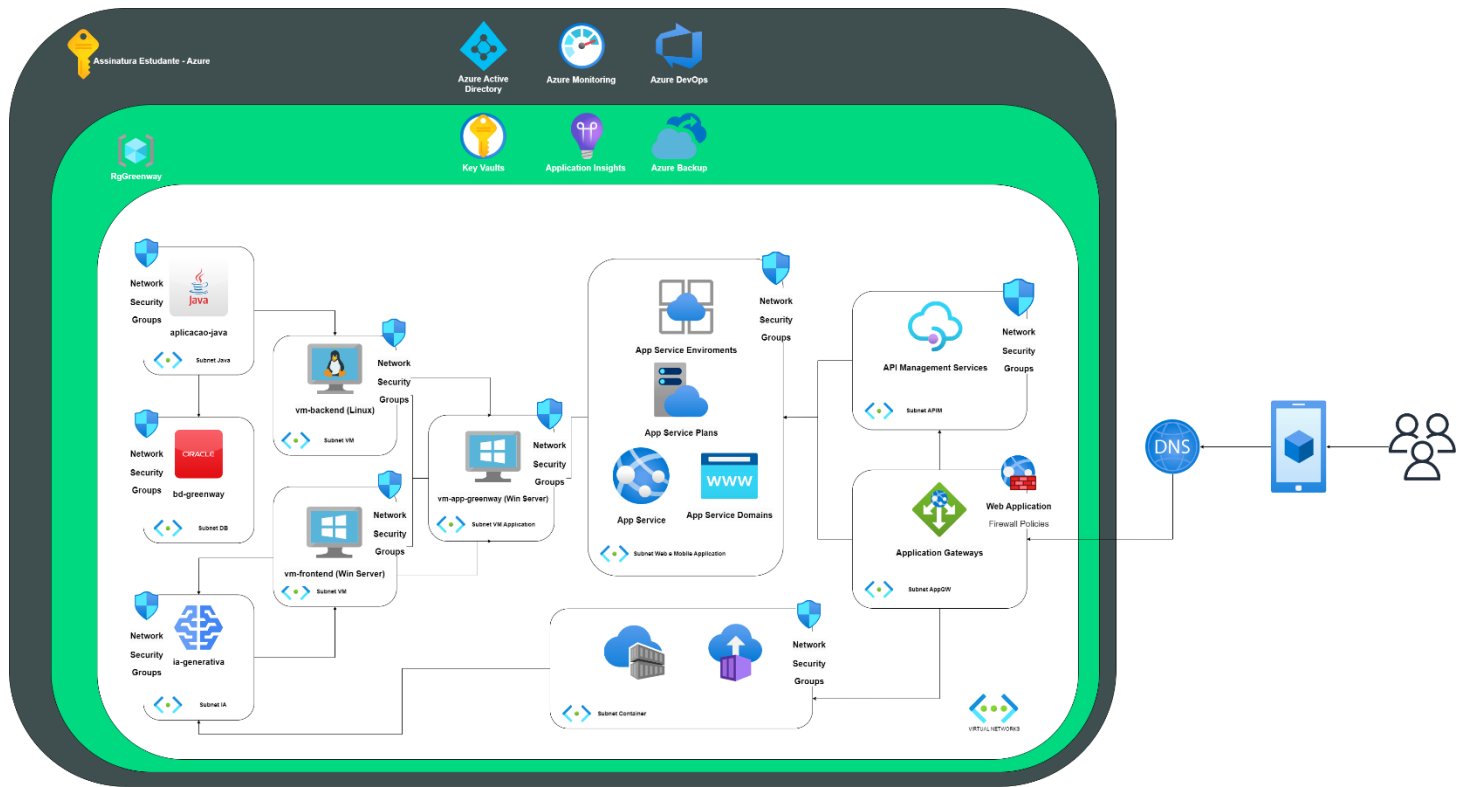 Assinatura Estudante - Azure
Azure Active
Directory
Azure Monitoring
Azure DevOps
RgGreenway
Key Vaults
Application Insights
Azure Backup
Network
Security
Groups
Java
aplicacao-java
Subnet Java
Network
Security
Groups
vm-backend (Linux)
Subnet VM
Network
Security
Groups
ORACLE
bd-greenway
Subnet DB
Network
Security
Groups
vm-frontend (Win Server)
Subnet VM
Network
Security
Groups
vm-app-greenway (Win Server)
Subnet VM Application
Network
Security
Groups
ia-generativa
Subnet IA
Network
Security
Groups
App Service Enviroments
App Service Plans
App Service
WWW
App Service Domains
Subnet Web e Mobile Application
Network
Security
Groups
API Management Services
Subnet APIM
Web Application
Firewall Policies
Application Gateways
Subnet AppGW
Network
Security
Groups
Subnet Container
VIRTUAL NETWORKS
DNS